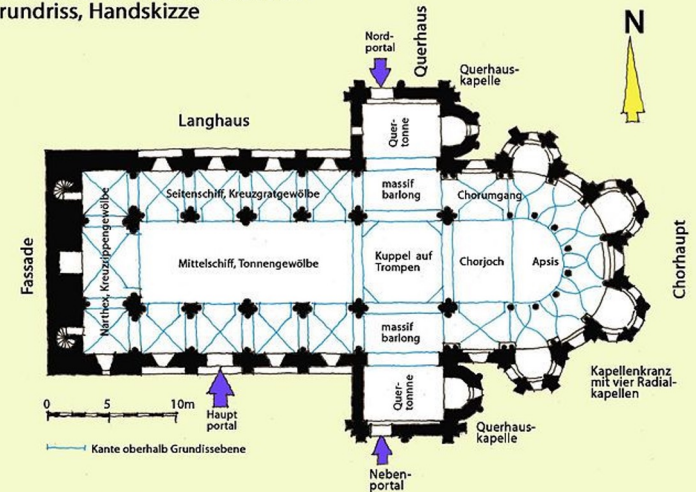 rundriss, Handskizze
Nord-
portal
Querhaus
N
Querhaus-
kapelle
Langhaus
Quer-
tonne
Seitenschiff, Kreuzgratgewölbe
massif
barlong
Chorumgang
Fassade
Narthex, Kreuzrippengewölbe
Mittelschiff, Tonnengewölbe
Kuppel auf
Trompen
Chorjoch
Apsis
Chorhaupt
massif
barlong
Kapellenkranz
mit vier Radial-
kapellen
Quer-
tonnne
0 5 10m
Haupt
portal
Querhaus-
kapelle
Kante oberhalb Grundissebene
Neben-
portal